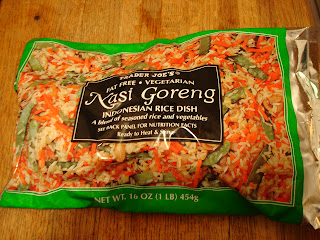 TRADER JOE'S
FAT FREE • VEGETARIAN
Nasi Goreng
INDONESIAN RICE DISH
A blend of seasoned rice and vegetables
SEE BACK PANEL FOR NUTRITION FACTS
Ready to Heat & Serve
NET WT. 16 OZ (1 LB) 454g